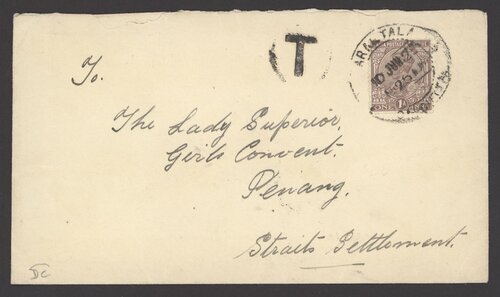 T
To.
The Lady Superior,
Girls Convent.
Penang.
Straits Settlement.